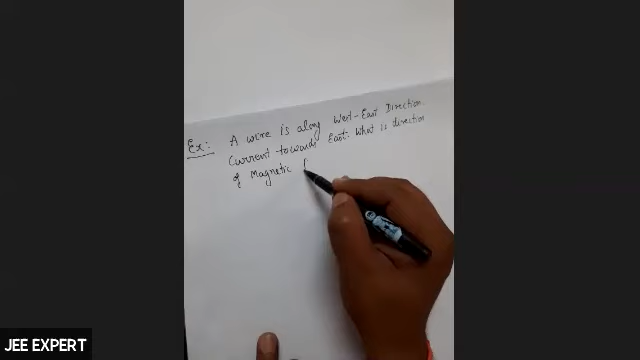 Ex:- A wire is along West-East Direction
Current towards East. What is direction
of Magnetic
JEE EXPERT